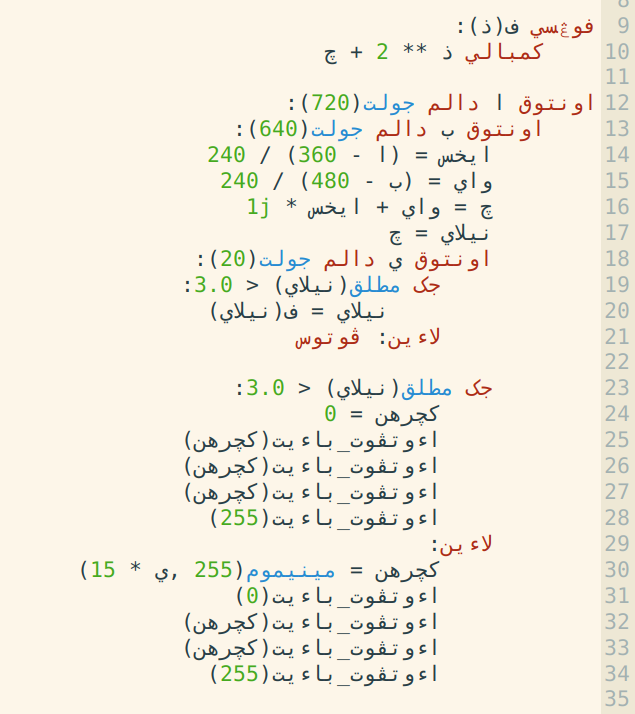 9 فوڠسي ف(ذ):
10 کمبالي ذ ** 2 + چ
11
12 اونتوق ا دالم جولت(720):
13 اونتوق ب دالم جولت(640):
14 ايخس = (ا - 360) / 240
15 واي = (ب - 480) / 240
16 چ = واي + ايخس * 1j
17 نيلاي = چ
18 اونتوق ي دالم جولت(20):
19 جک مطلق(نيلاي) < 3.0:
20 نيلاي = ف(نيلاي)
21 لاءين: ڤوتوس
22
23 جک مطلق(نيلاي) < 3.0:
24 کچرهن = 0
25 اءوتڤوت_باءيت(کچرهن)
26 اءوتڤوت_باءيت(کچرهن)
27 اءوتڤوت_باءيت(کچرهن)
28 اءوتڤوت_باءيت(255)
29 لاءين:
30 کچرهن = مينيموم(255, ي * 15)
31 اءوتڤوت_باءيت(0)
32 اءوتڤوت_باءيت(کچرهن)
33 اءوتڤوت_باءيت(کچرهن)
34 اءوتڤوت_باءيت(255)
35